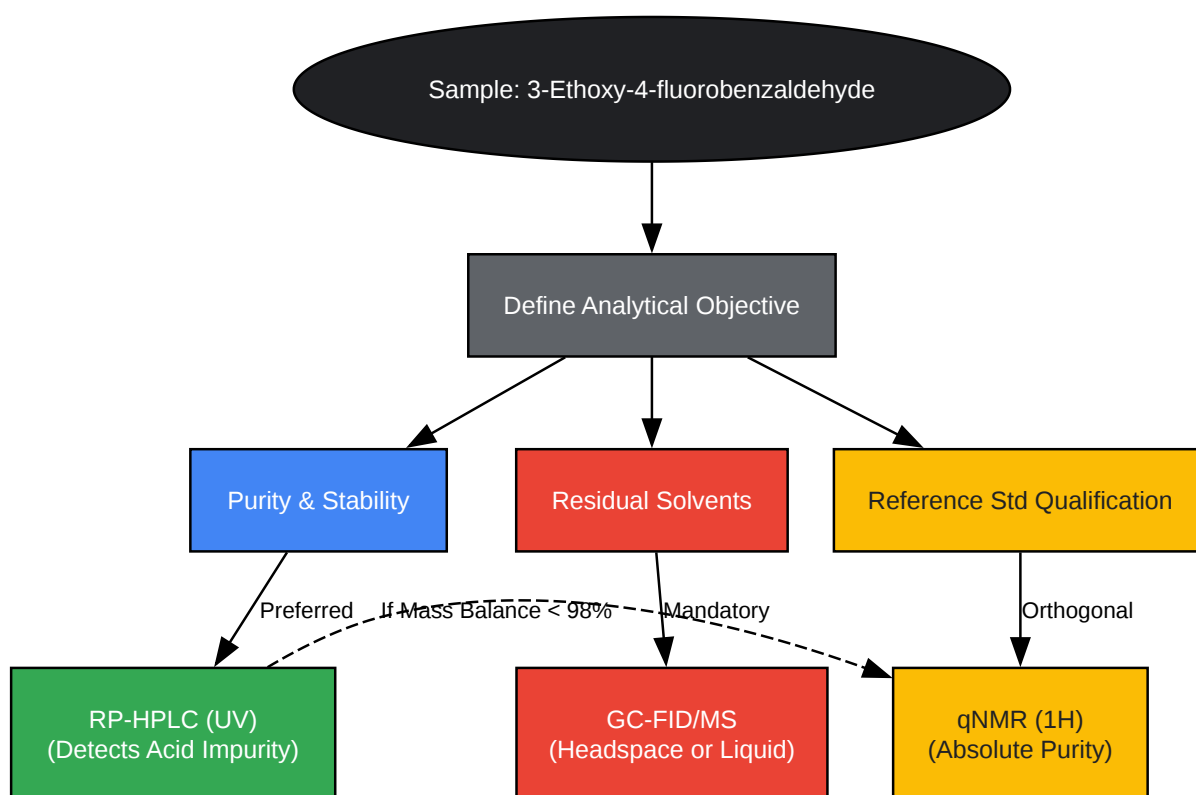 Sample: 3-Ethoxy-4-fluorobenzaldehyde
Define Analytical Objective
Purity & Stability
Residual Solvents
Reference Std Qualification
Preferred
If Mass Balance < 98%
Mandatory
Orthogonal
RP-HPLC (UV)
(Detects Acid Impurity)
GC-FID/MS
(Headspace or Liquid)
qNMR (1H)
(Absolute Purity)